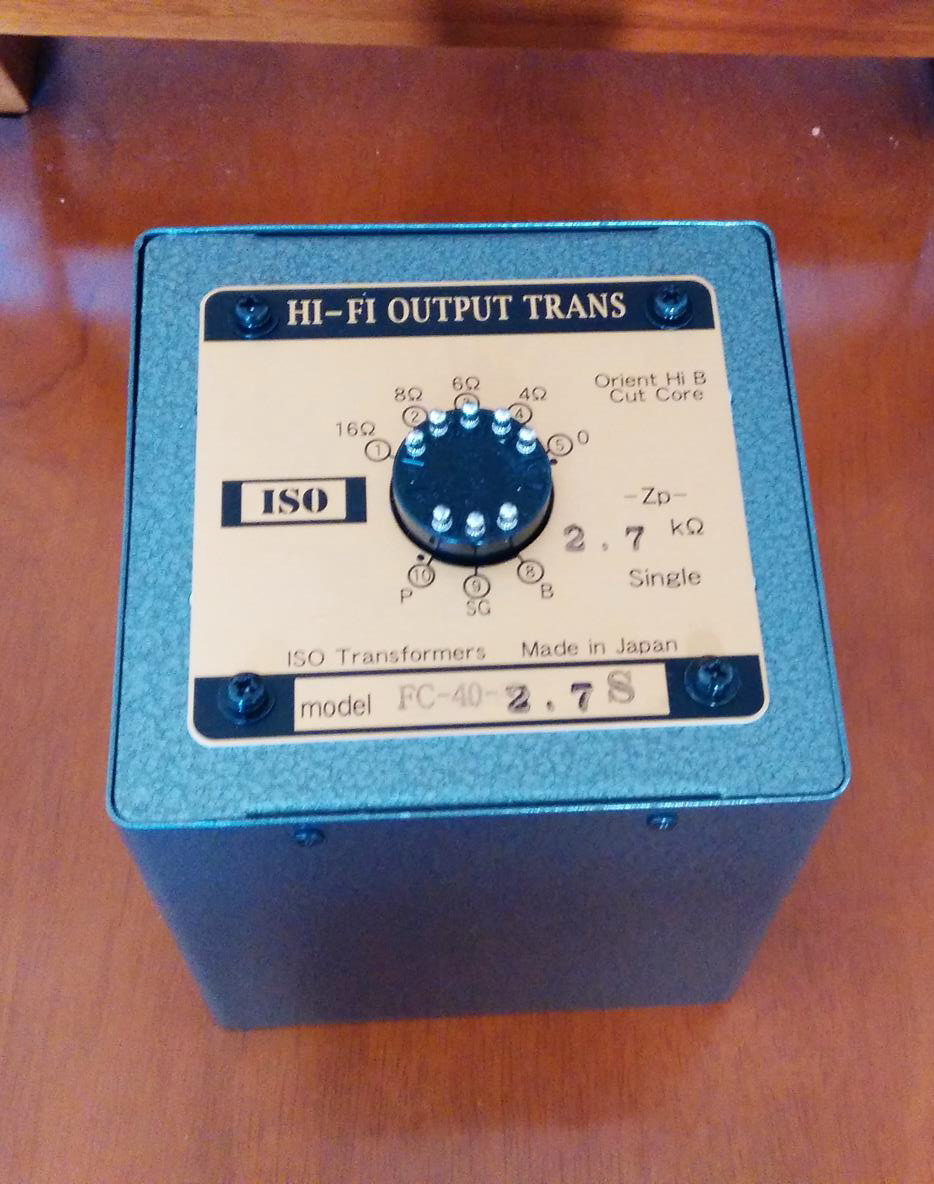 HI-FI OUTPUT TRANS
Orient Hi B
Cut Core
16Ω 8Ω 6Ω 4Ω 0
1 2 3 4 5
ISO
-Zp-
2.7 kΩ
Single
10 9 8
P SG B
ISO Transformers Made in Japan
model FC-40-2.7S